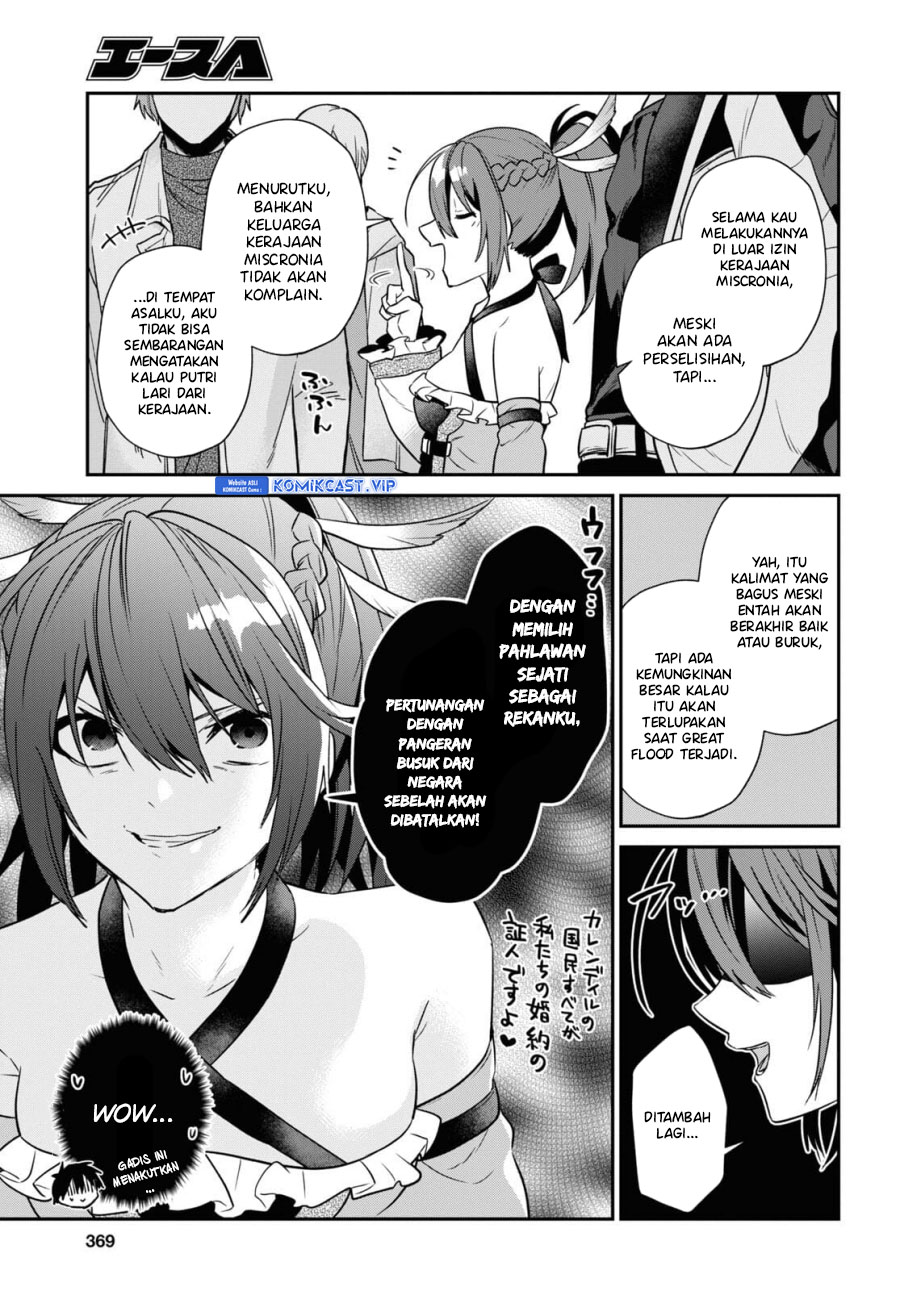 エースA
SELAMA KAU
MELAKUKANNYA
DI LUAR IZIN
KERAJAAN
MISCRONIA,
MESKI
AKAN ADA
PERSELISIHAN,
TAPI...
MENURUTKU,
BAHKAN
KELUARGA
KERAJAAN
MISCRONIA
TIDAK AKAN
KOMPLAIN.
...DI TEMPAT
ASALKU, AKU
TIDAK BISA
SEMBARANGAN
MENGATAKAN
KALAU PUTRI
LARI DARI
KERAJAAN.
ふふん
Website ASLI
KOMIKCAST Cuma :
KOMIKCAST.VIP
YAH, ITU
KALIMAT YANG
BAGUS MESKI
ENTAH AKAN
BERAKHIR BAIK
ATAU BURUK,
TAPI ADA
KEMUNGKINAN
BESAR KALAU
ITU AKAN
TERLUPAKAN
SAAT GREAT
FLOOD TERJADI.
クッ...
DITAMBAH
LAGI...
ウフフ...
DENGAN
MEMILIH
PAHLAWAN
SEJATI
SEBAGAI
REKANKU,
PERTUNANGAN
DENGAN
PANGERAN
BUSUK DARI
NEGARA
SEBELAH AKAN
DIBATALKAN!
カレンディルの
国民すべてが
私たちの婚約の
証人ですよ♥
WOW...
GADIS INI
MENAKUTKAN
...
369